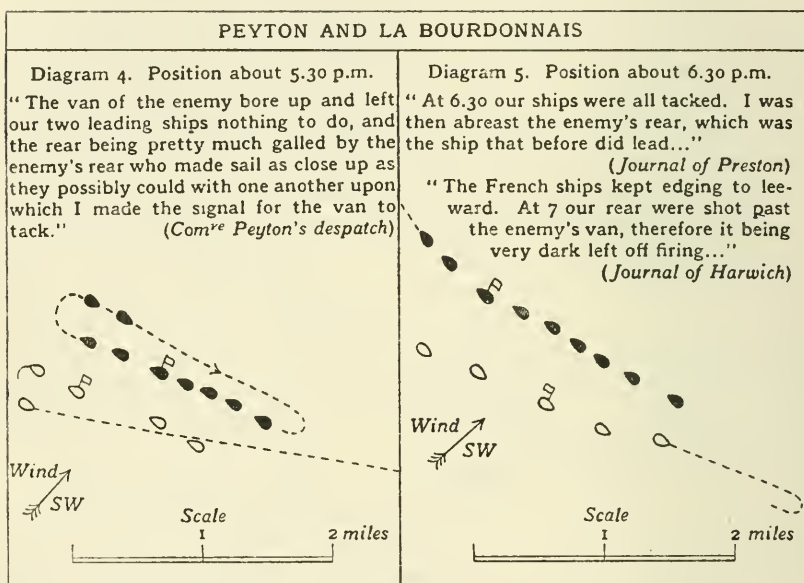 PEYTON AND LA BOURDONNAIS
Diagram 4. Position about 5.30 p.m.
“The van of the enemy bore up and left
our two leading ships nothing to do, and
the rear being pretty much galled by the
enemy's rear who made sail as close up as
they possibly could with one another upon
which I made the signal for the van to
tack.” (Comʳᵉ Peyton's despatch)
Wind
SW
Scale
1 2 miles
Diagram 5. Position about 6.30 p.m.
“At 6.30 our ships were all tacked. I was
then abreast the enemy's rear, which was
the ship that before did lead...”
(Journal of Preston)
“The French ships kept edging to lee-
ward. At 7 our rear were shot past
the enemy's van, therefore it being
very dark left off firing...”
(Journal of Harwich)
Wind
SW
Scale
1 2 miles